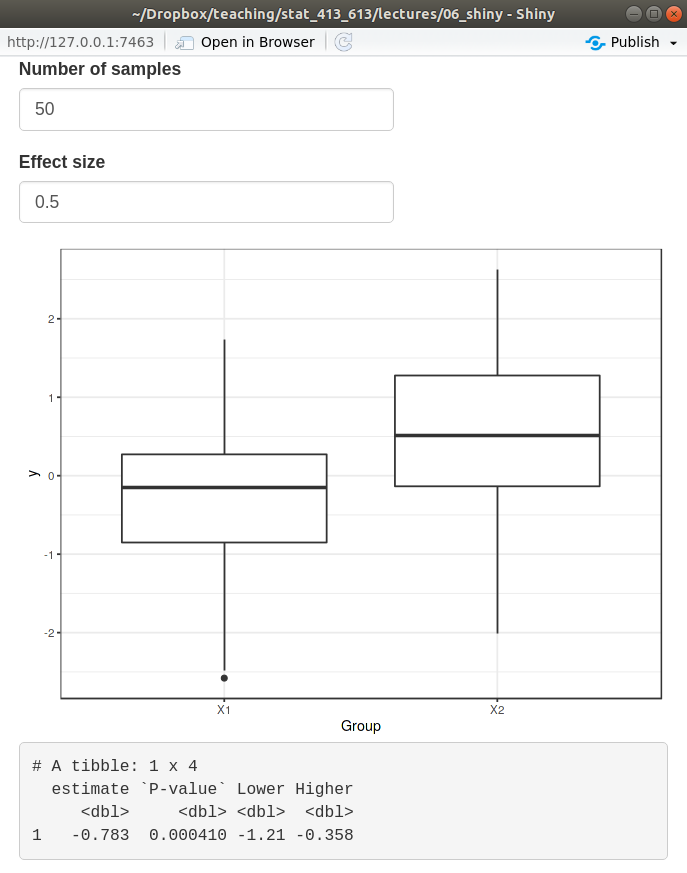 ~/Dropbox/teaching/stat_413_613/lectures/06_shiny - Shiny
http://127.0.0.1:7463 Open in Browser Publish
Number of samples
50
Effect size
0.5
2
1
0
-1
-2
y
X1 X2
Group
# A tibble: 1 x 4
  estimate `P-value` Lower Higher
     <dbl>     <dbl> <dbl>  <dbl>
1   -0.783  0.000410 -1.21 -0.358